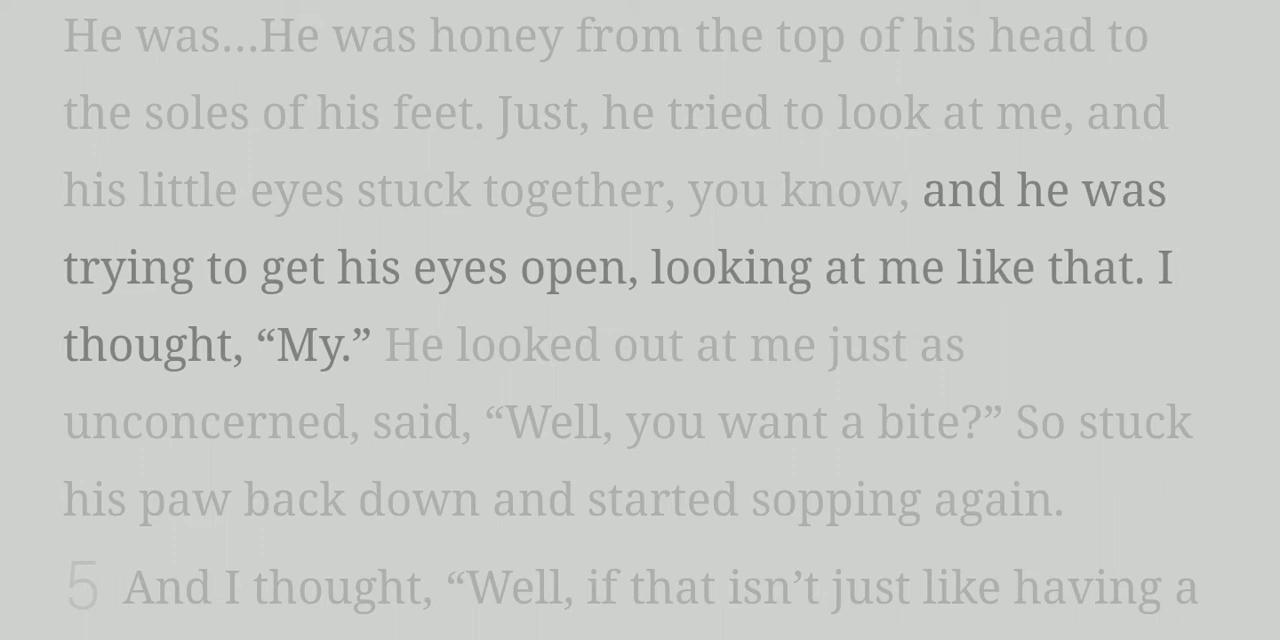 He was...He was honey from the top of his head to
the soles of his feet. Just, he tried to look at me, and
his little eyes stuck together, you know, and he was
trying to get his eyes open, looking at me like that. I
thought, “My.” He looked out at me just as
unconcerned, said, “Well, you want a bite?” So stuck
his paw back down and started sopping again.
5 And I thought, “Well, if that isn’t just like having a